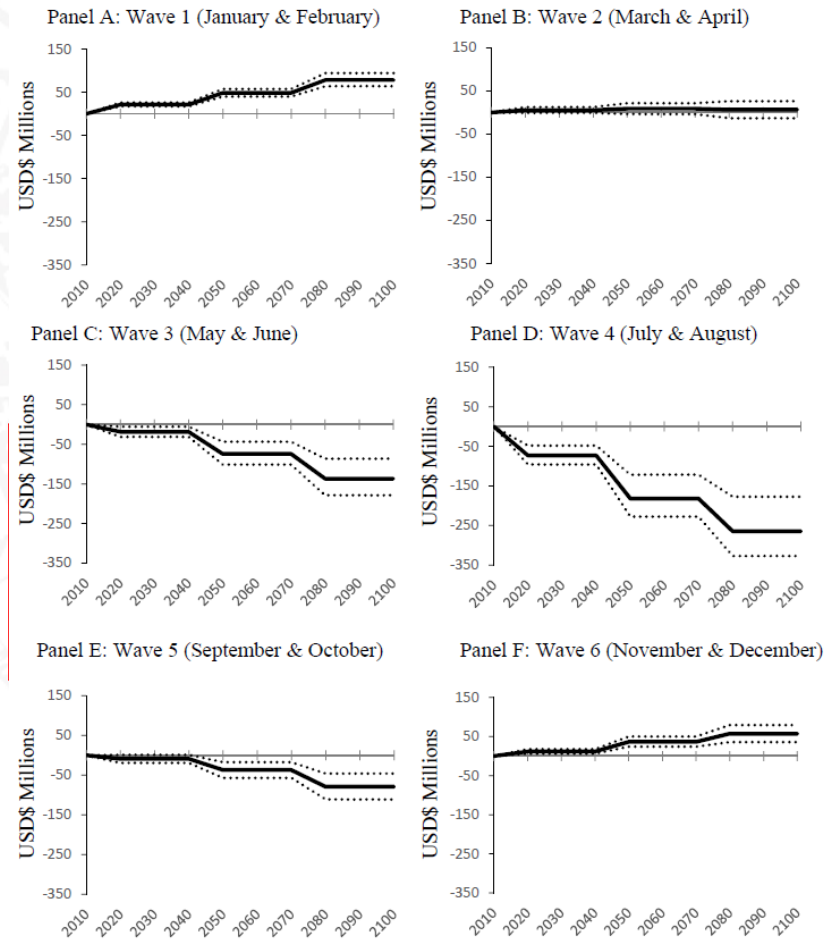 Panel A: Wave 1 (January & February)
150
50
-50
-150
-250
-350
USD$ Millions
2010 2020 2030 2040 2050 2060 2070 2080 2090 2100
Panel B: Wave 2 (March & April)
150
50
-50
-150
-250
-350
USD$ Millions
2010 2020 2030 2040 2050 2060 2070 2080 2090 2100
Panel C: Wave 3 (May & June)
150
50
-50
-150
-250
-350
USD$ Millions
2010 2020 2030 2040 2050 2060 2070 2080 2090 2100
Panel D: Wave 4 (July & August)
150
50
-50
-150
-250
-350
USD$ Millions
2010 2020 2030 2040 2050 2060 2070 2080 2090 2100
Panel E: Wave 5 (September & October)
150
50
-50
-150
-250
-350
USD$ Millions
2010 2020 2030 2040 2050 2060 2070 2080 2090 2100
Panel F: Wave 6 (November & December)
150
50
-50
-150
-250
-350
USD$ Millions
2010 2020 2030 2040 2050 2060 2070 2080 2090 2100